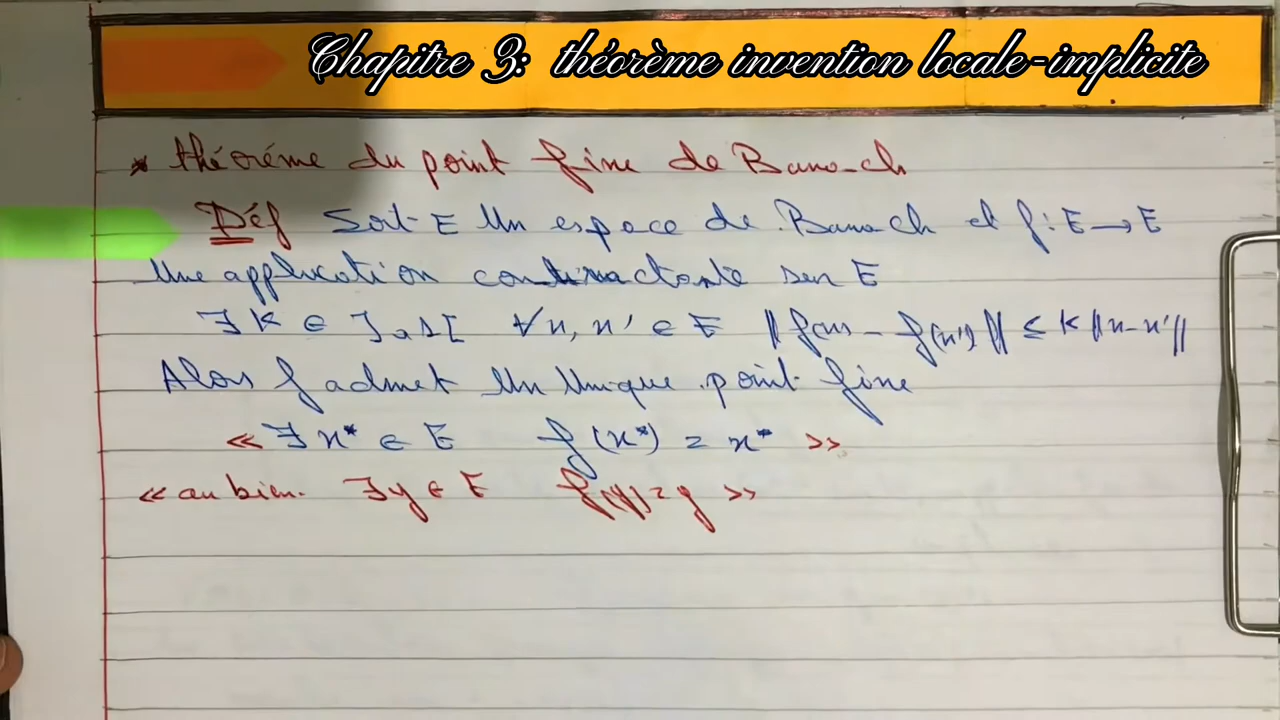 Chapitre 3: théorème invention locale-implicite
* théoréme du point fixe de Banach
Déf Soit E Un espace de Banach et f: E → E
Une application contractante sur E
∃ K ∈ ]0,1[ ∀x, x' ∈ E ‖f(x) - f(x')‖ ≤ K ‖x-x'‖
Alors f admet Un Unique point fixe
« ∃ x* ∈ E f(x*) = x* »
« ou bien. ∃ y ∈ E f(y) = y »